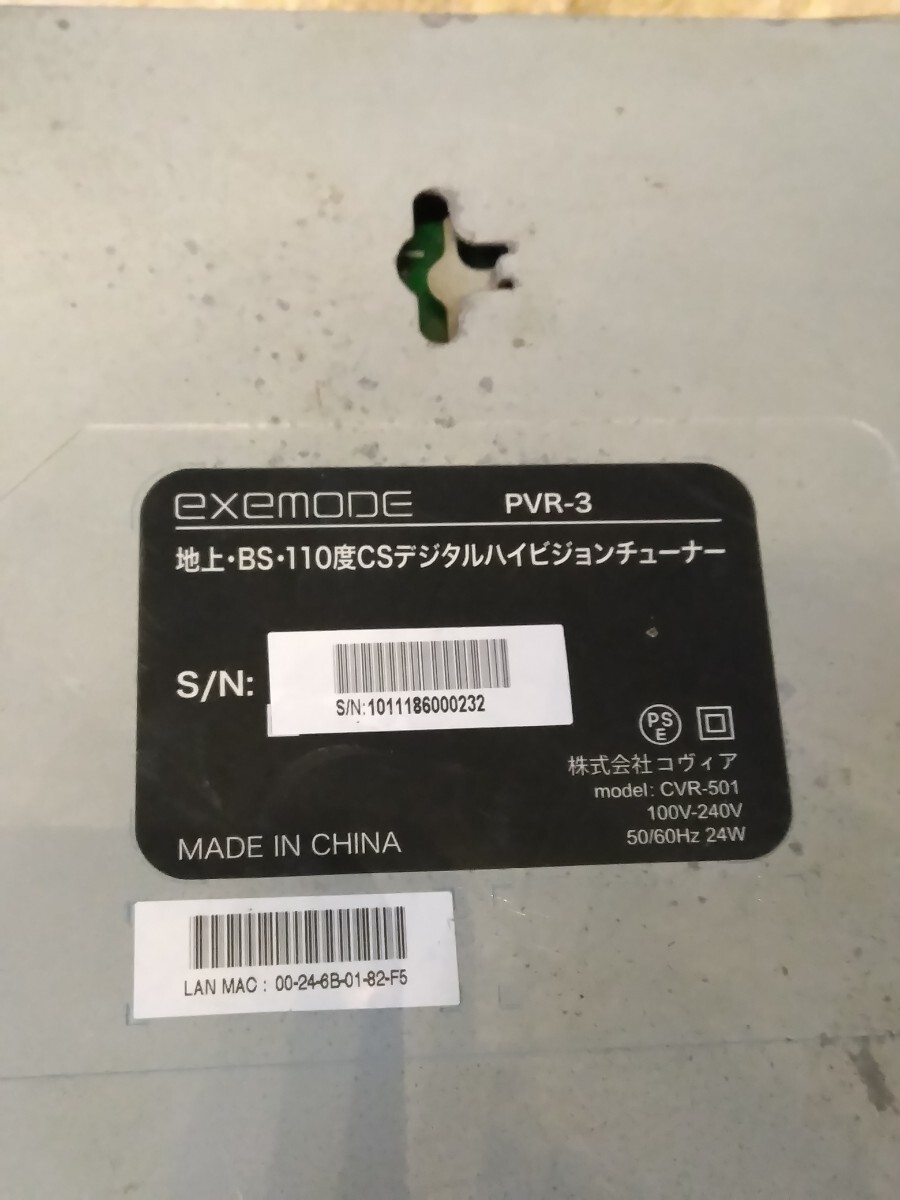 exemode PVR-3
地上・BS・110度CSデジタルハイビジョンチューナー
S/N:
S/N:1011186000232
PS
E
株式会社コヴィア
model: CVR-501
100V-240V
50/60Hz 24W
MADE IN CHINA
LAN MAC : 00-24-6B-01-82-F5